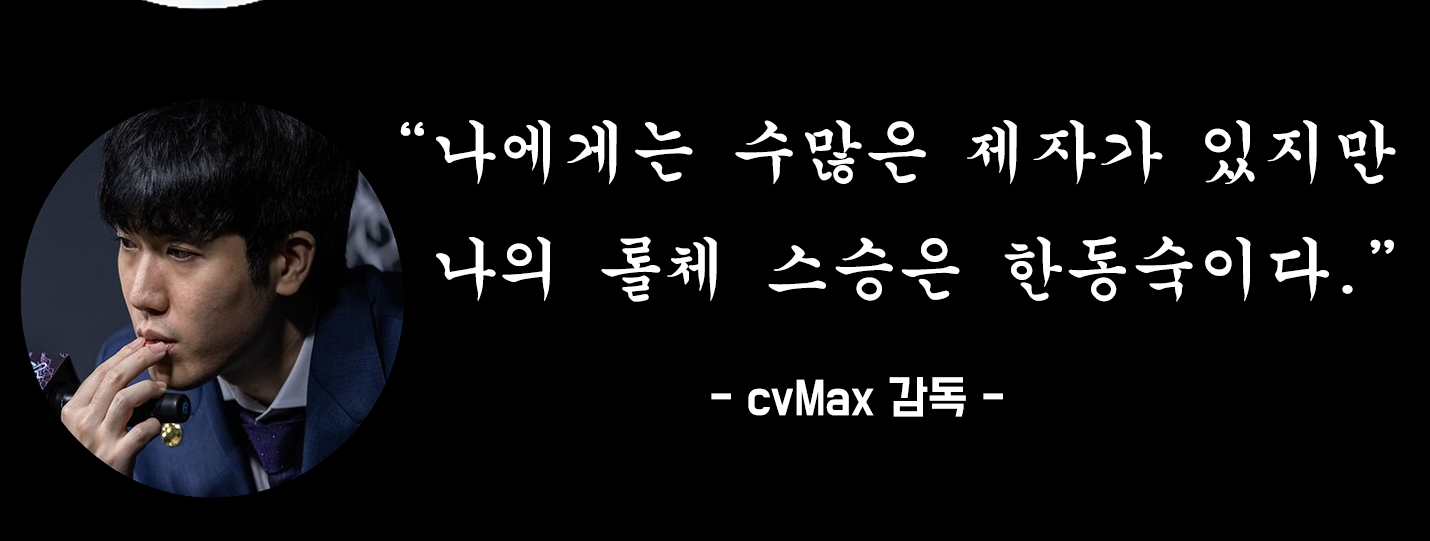 “나에게는 수많은 제자가 있지만
나의 롤체 스승은 한동숙이다.”
- cvMax 감독 -